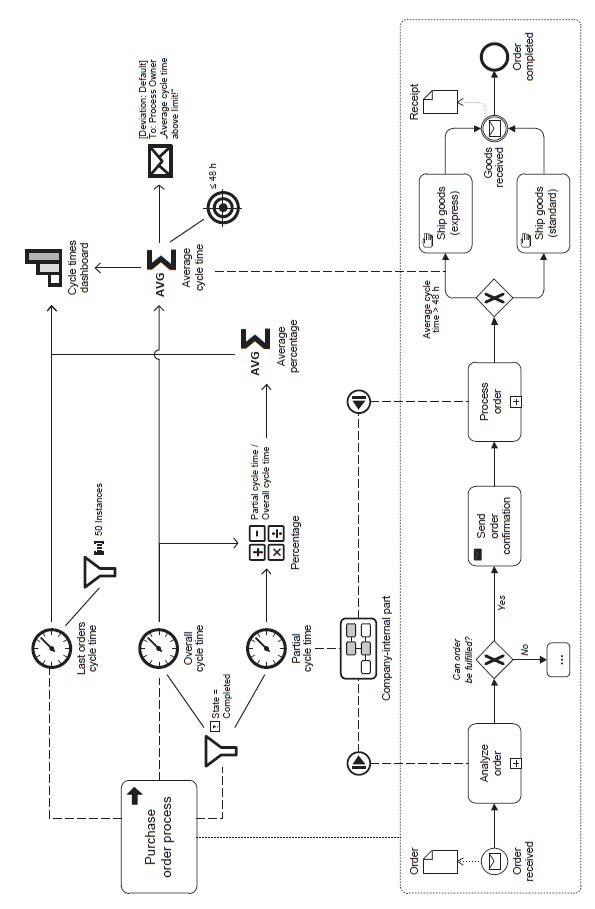 Purchase
order process
Last orders
cycle time
50 Instances
Cycle times
dashboard
Overall
cycle time
AVG
Average
cycle time
[Deviation: Default]
To: Process Owner
„Average cycle time
above limit!“
≤ 48 h
State =
Completed
Partial
cycle time
+
-
×
÷
Percentage
Partial cycle time /
Overall cycle time
AVG
Average
percentage
Company-internal part
Order
Order
received
Analyze
order
+
Can order
be fulfilled?
X
Yes
No
...
Send
order
confirmation
Process
order
+
X
Average cycle
time > 48 h
Ship goods
(express)
Ship goods
(standard)
Receipt
Goods
received
Order
completed